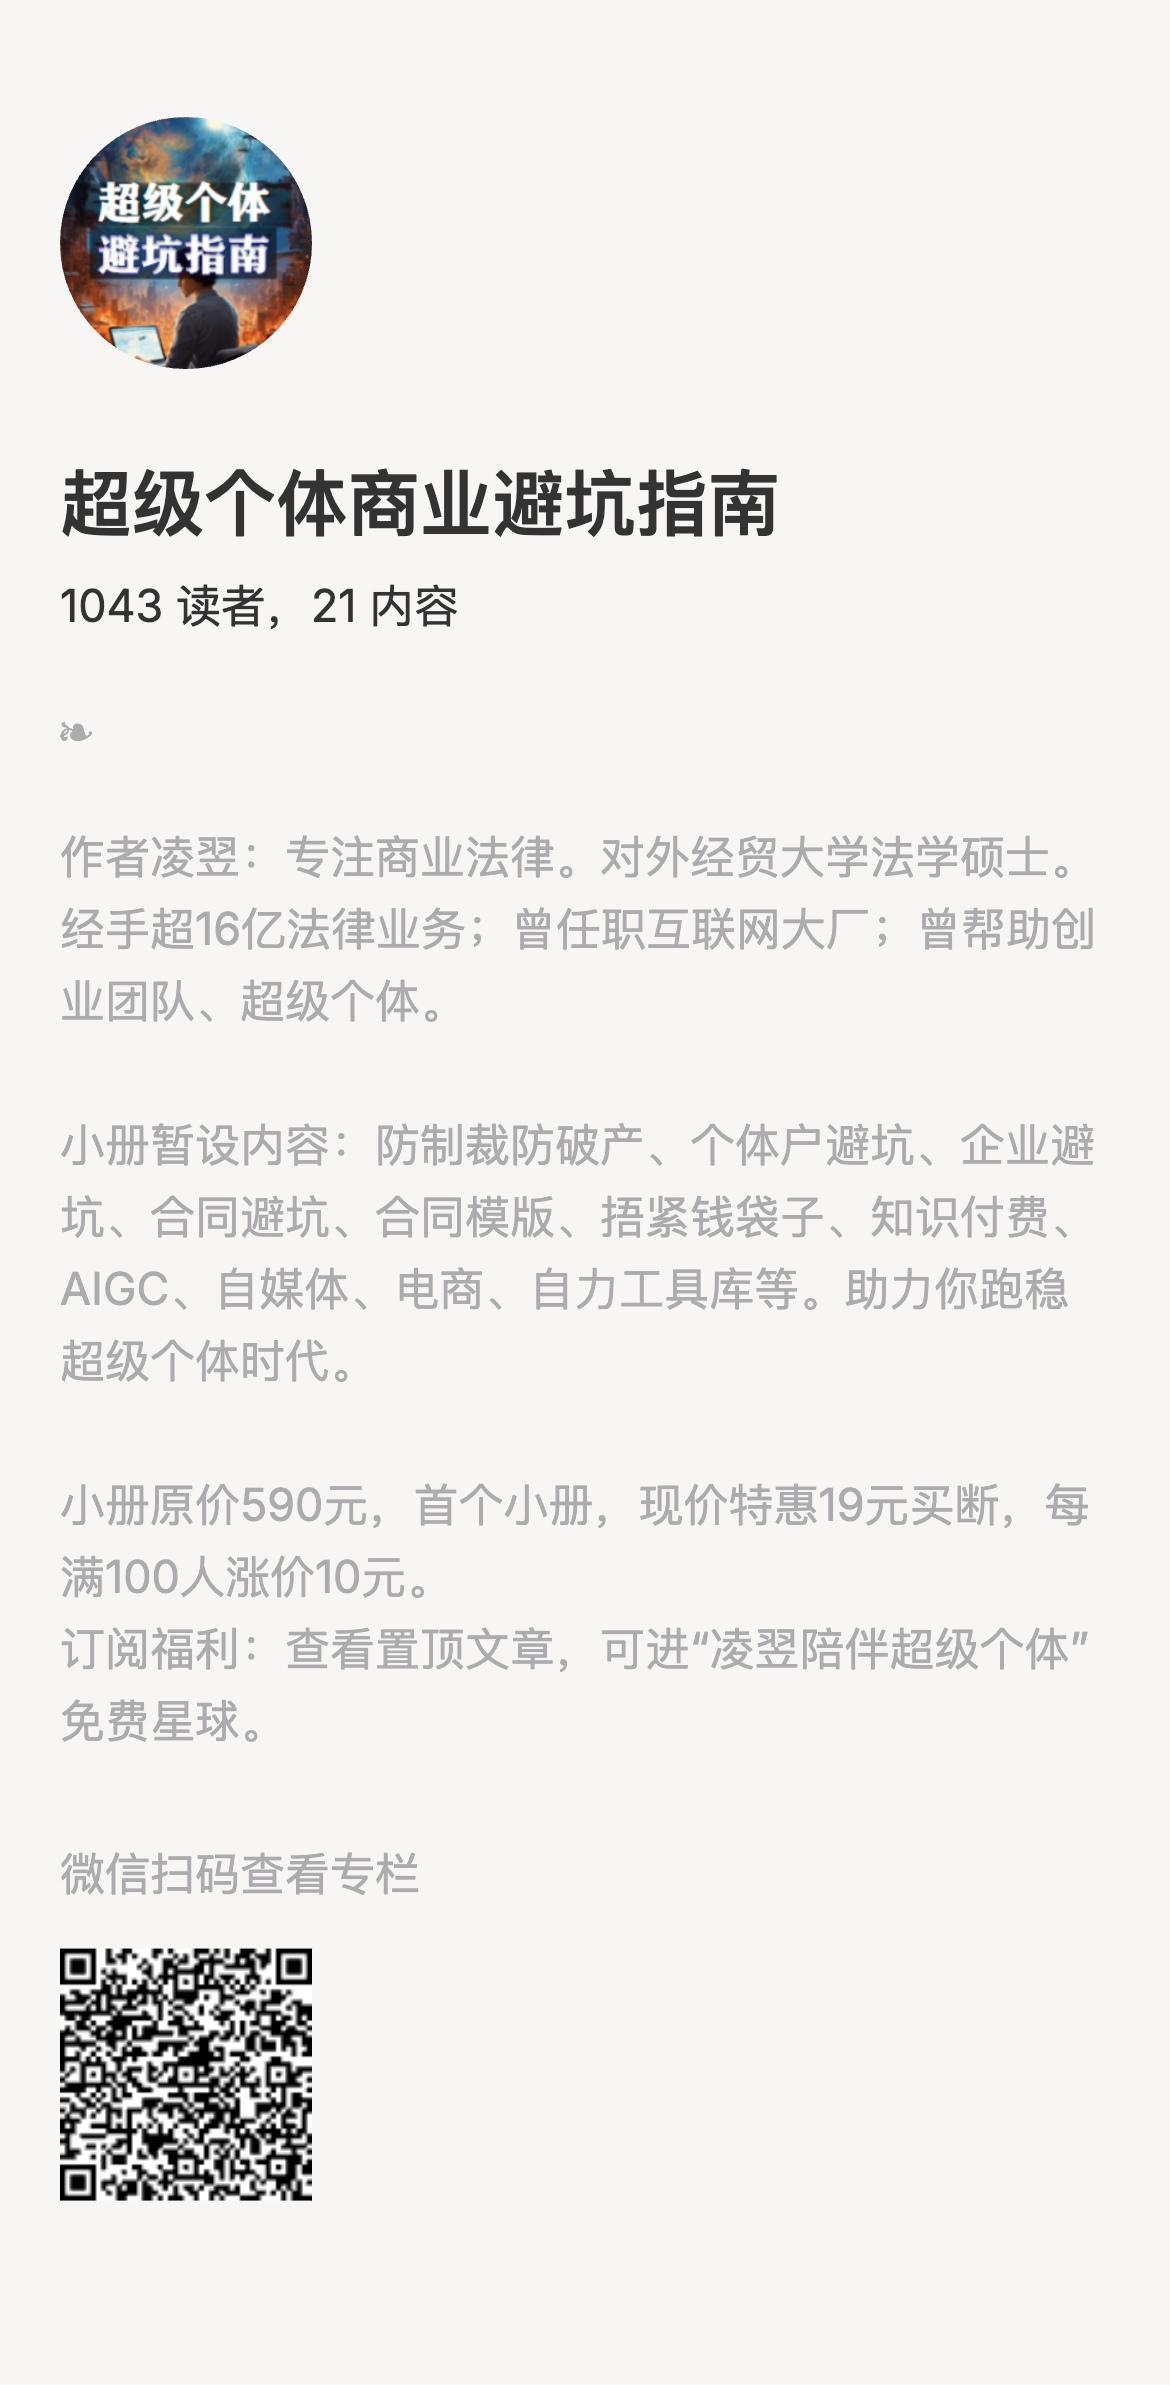 超级个体
避坑指南
超级个体商业避坑指南
1043 读者，21 内容
作者凌翌：专注商业法律。对外经贸大学法学硕士。
经手超16亿法律业务；曾任职互联网大厂；曾帮助创
业团队、超级个体。
小册暂设内容：防制裁防破产、个体户避坑、企业避
坑、合同避坑、合同模版、捂紧钱袋子、知识付费、
AIGC、自媒体、电商、自力工具库等。助力你跑稳
超级个体时代。
小册原价590元，首个小册，现价特惠19元买断，每
满100人涨价10元。
订阅福利：查看置顶文章，可进“凌翌陪伴超级个体”
免费星球。
微信扫码查看专栏